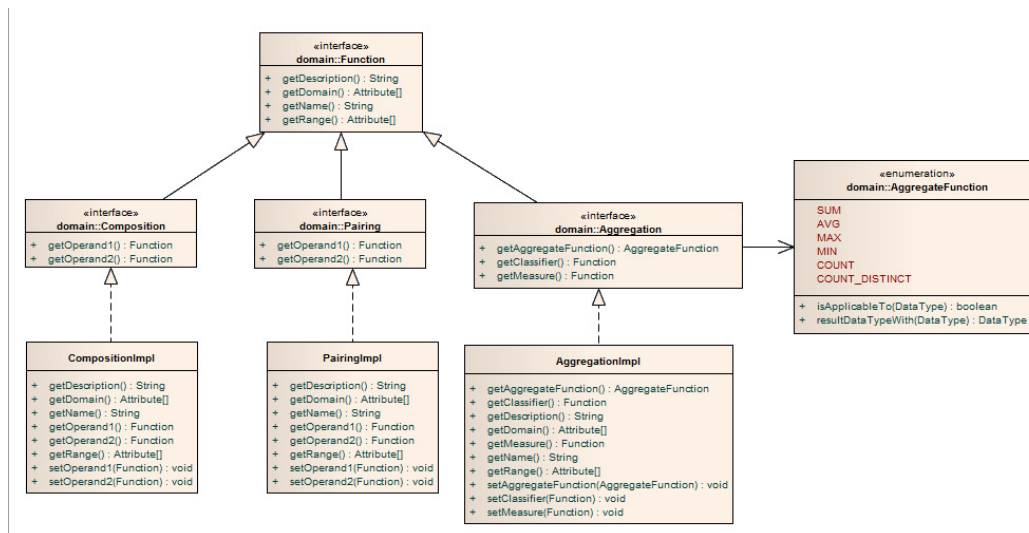 «interface»
domain::Function
+ getDescription() : String
+ getDomain() : Attribute[]
+ getName() : String
+ getRange() : Attribute[]
«interface»
domain::Composition
+ getOperand1() : Function
+ getOperand2() : Function
«interface»
domain::Pairing
+ getOperand1() : Function
+ getOperand2() : Function
«interface»
domain::Aggregation
+ getAggregateFunction() : AggregateFunction
+ getClassifier() : Function
+ getMeasure() : Function
«enumeration»
domain::AggregateFunction
SUM
AVG
MAX
MIN
COUNT
COUNT_DISTINCT
+ isApplicableTo(DataType) : boolean
+ resultDataTypeWith(DataType) : DataType
CompositionImpl
+ getDescription() : String
+ getDomain() : Attribute[]
+ getName() : String
+ getOperand1() : Function
+ getOperand2() : Function
+ getRange() : Attribute[]
+ setOperand1(Function) : void
+ setOperand2(Function) : void
PairingImpl
+ getDescription() : String
+ getDomain() : Attribute[]
+ getName() : String
+ getOperand1() : Function
+ getOperand2() : Function
+ getRange() : Attribute[]
+ setOperand1(Function) : void
+ setOperand2(Function) : void
AggregationImpl
+ getAggregateFunction() : AggregateFunction
+ getClassifier() : Function
+ getDescription() : String
+ getDomain() : Attribute[]
+ getMeasure() : Function
+ getName() : String
+ getRange() : Attribute[]
+ setAggregateFunction(AggregateFunction) : void
+ setClassifier(Function) : void
+ setMeasure(Function) : void